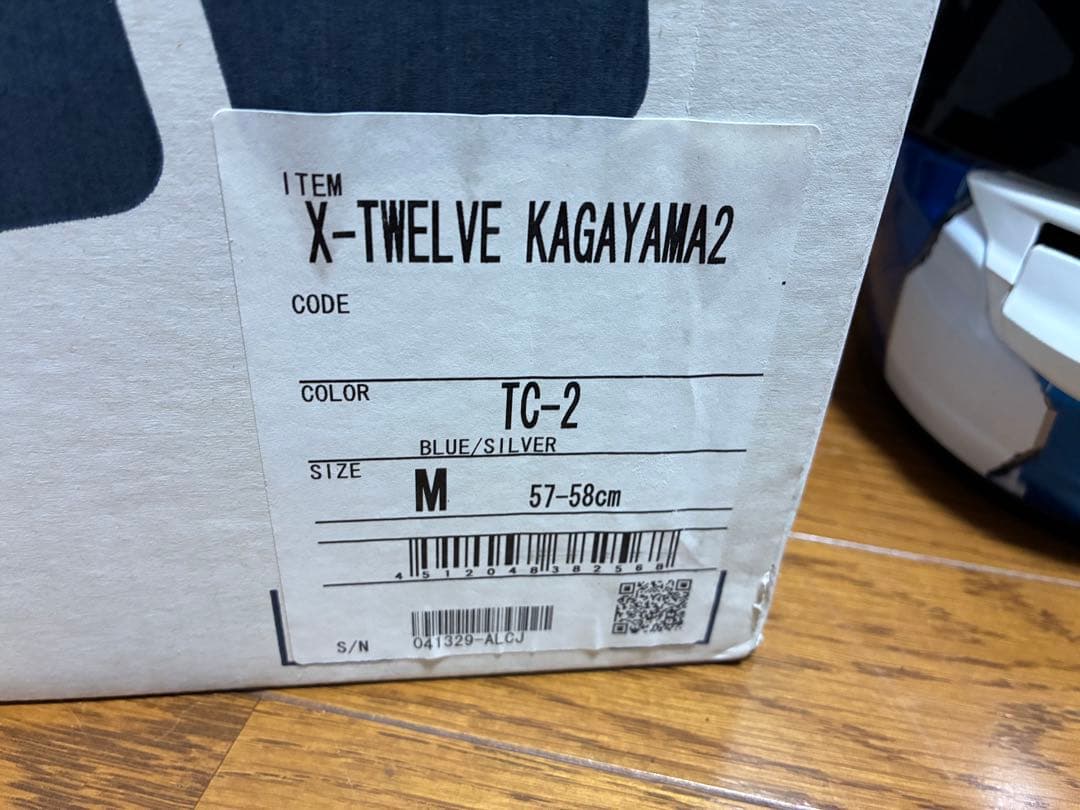 ITEM
X-TWELVE KAGAYAMA2
CODE
COLOR
TC-2
BLUE/SILVER
SIZE
M 57-58cm
4512048382568
S/N 041329-ALCJ